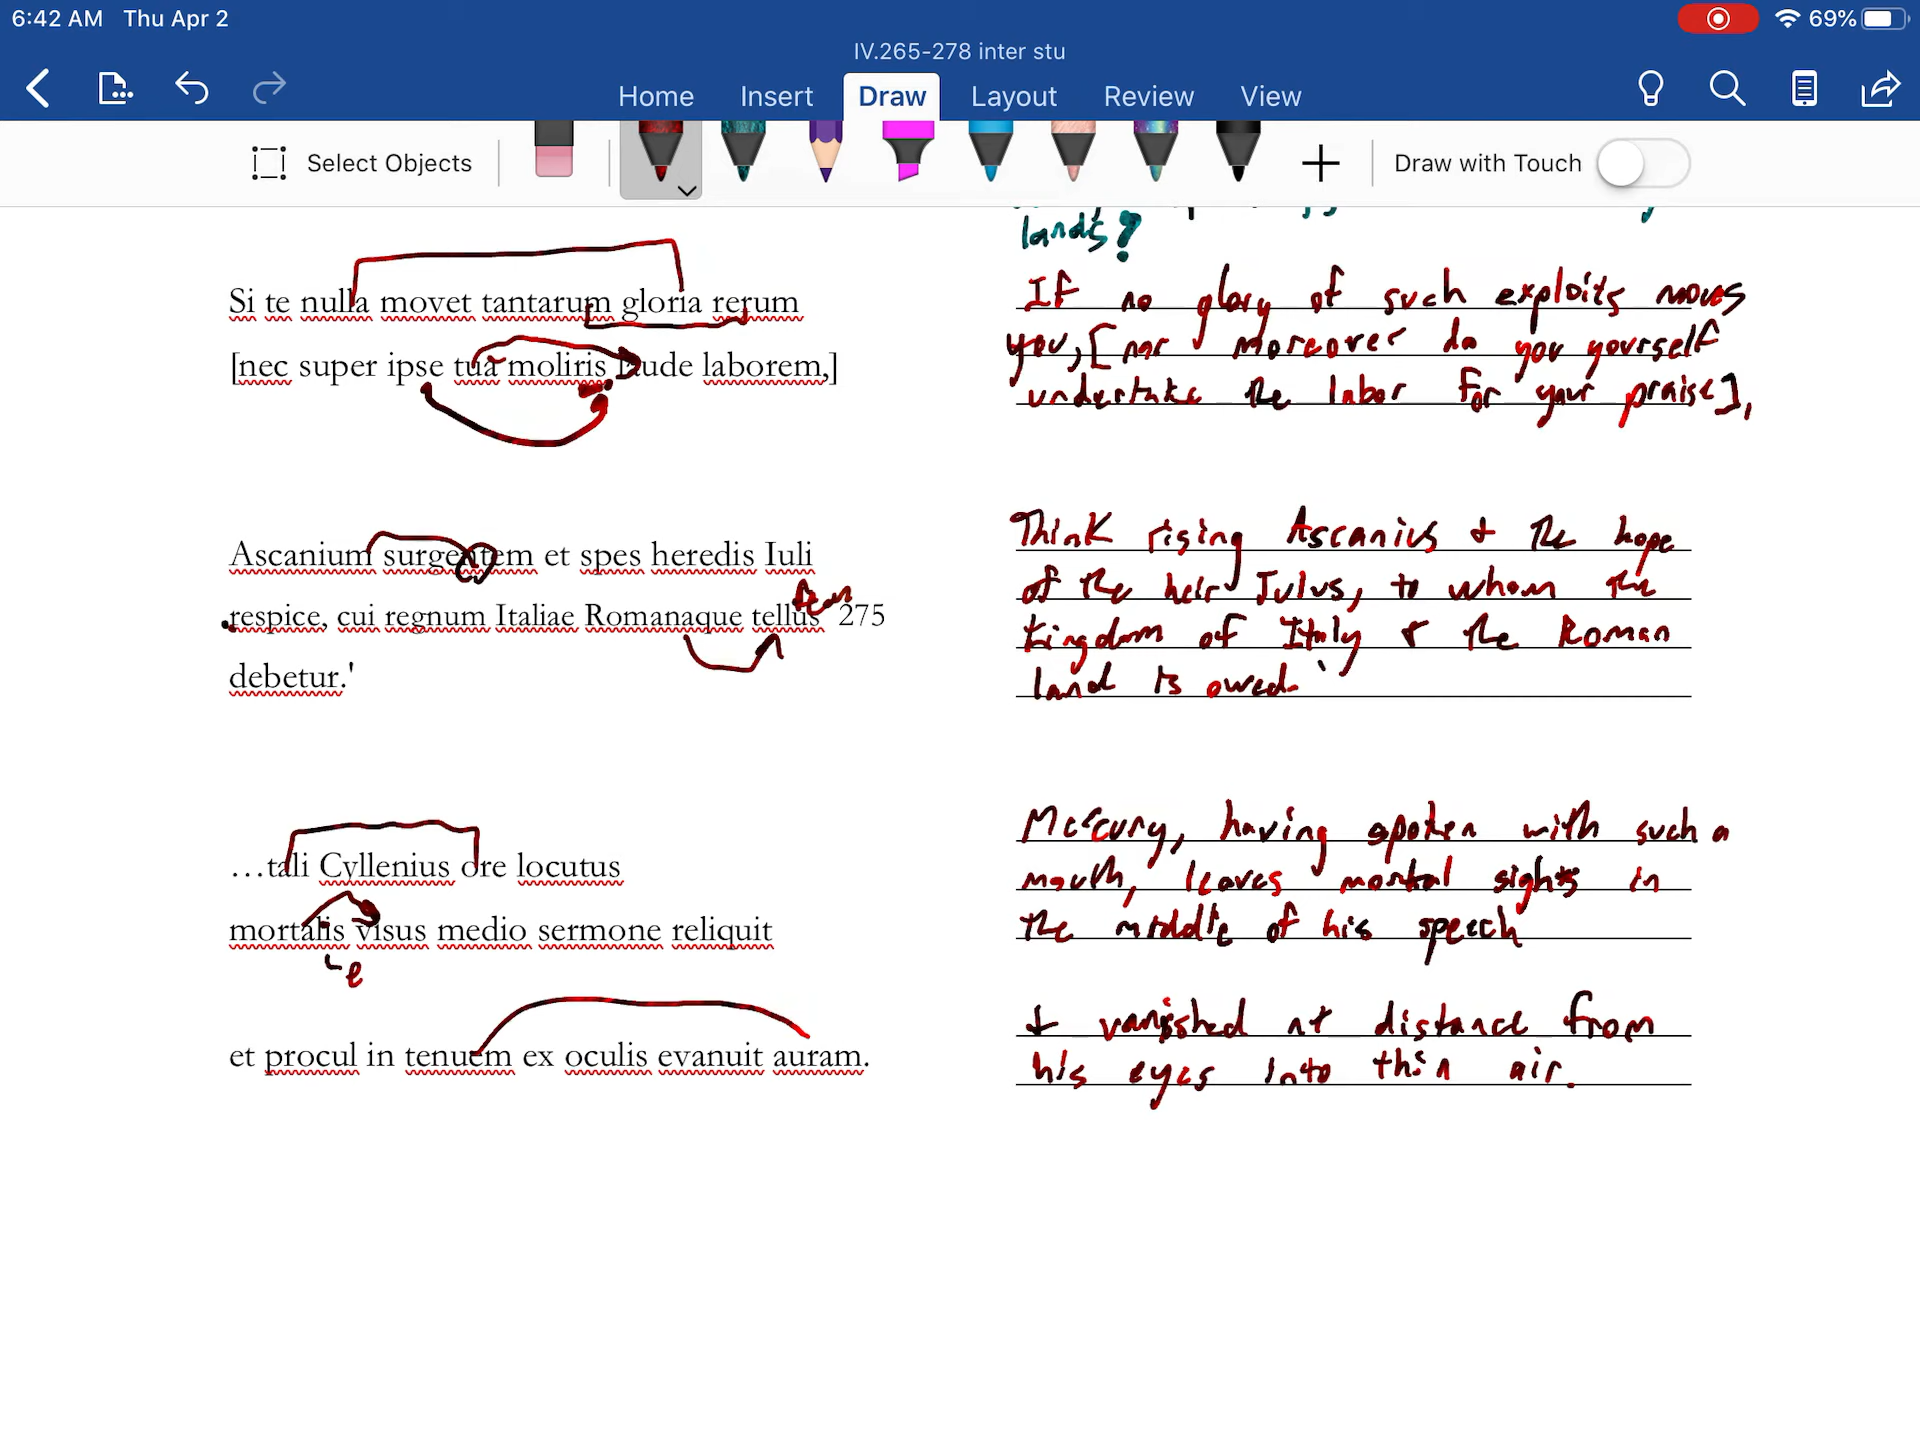 6:42 AM Thu Apr 2
69%
IV.265-278 inter stu
Home Insert Draw Layout Review View
Select Objects
Draw with Touch
lands?
Si te nulla movet tantarum gloria rerum
[nec super ipse tua moliris laude laborem,]
If no glory of such exploits moves
you, [nor moreover do you yourself
undertake the labor for your praise],
Ascanium surgentem et spes heredis Iuli
respice, cui regnum Italiae Romanaque tellus 275
fem
debetur.'
Think rising Ascanius & the hope
of the heir Julus, to whom the
kingdom of Italy & the Roman
land is owed.'
...tali Cyllenius ore locutus
mortalis visus medio sermone reliquit
e
et procul in tenuem ex oculis evanuit auram.
Mercury, having spoken with such a
mouth, leaves mortal sights in
the middle of his speech
& vanished at distance from
his eyes into thin air.